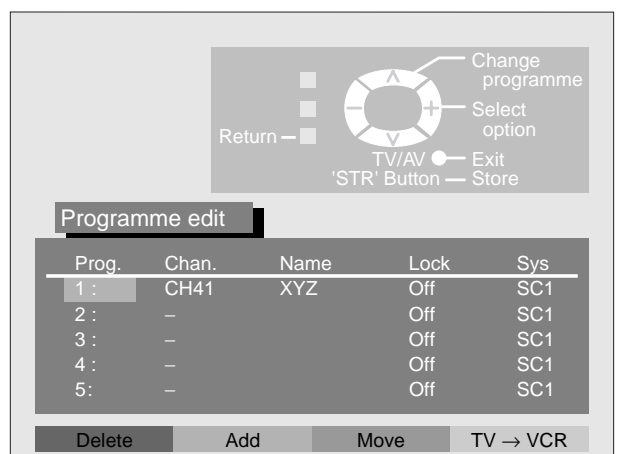 Change
programme
Select
option
Return
TV/AV
Exit
'STR' Button
Store
Programme edit
Prog. Chan. Name Lock Sys
1 : CH41 XYZ Off SC1
2 : – Off SC1
3 : – Off SC1
4 : – Off SC1
5: – Off SC1
Delete Add Move TV → VCR